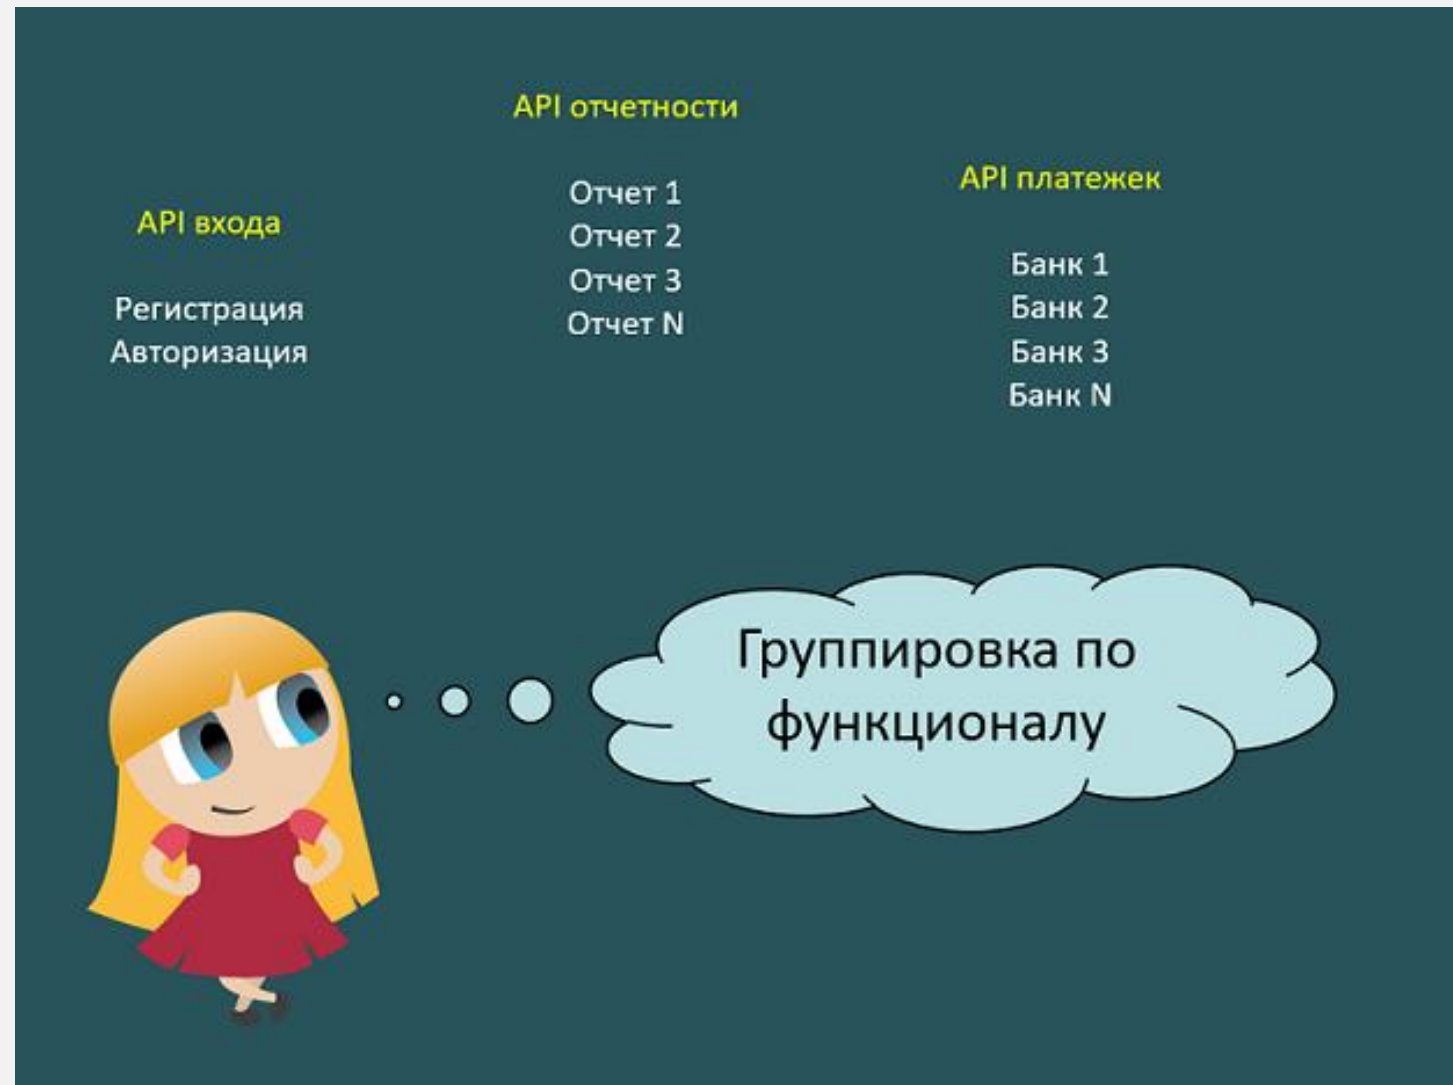 API входа
Регистрация
Авторизация
API отчетности
Отчет 1
Отчет 2
Отчет 3
Отчет N
API платежек
Банк 1
Банк 2
Банк 3
Банк N
Группировка по
функционалу